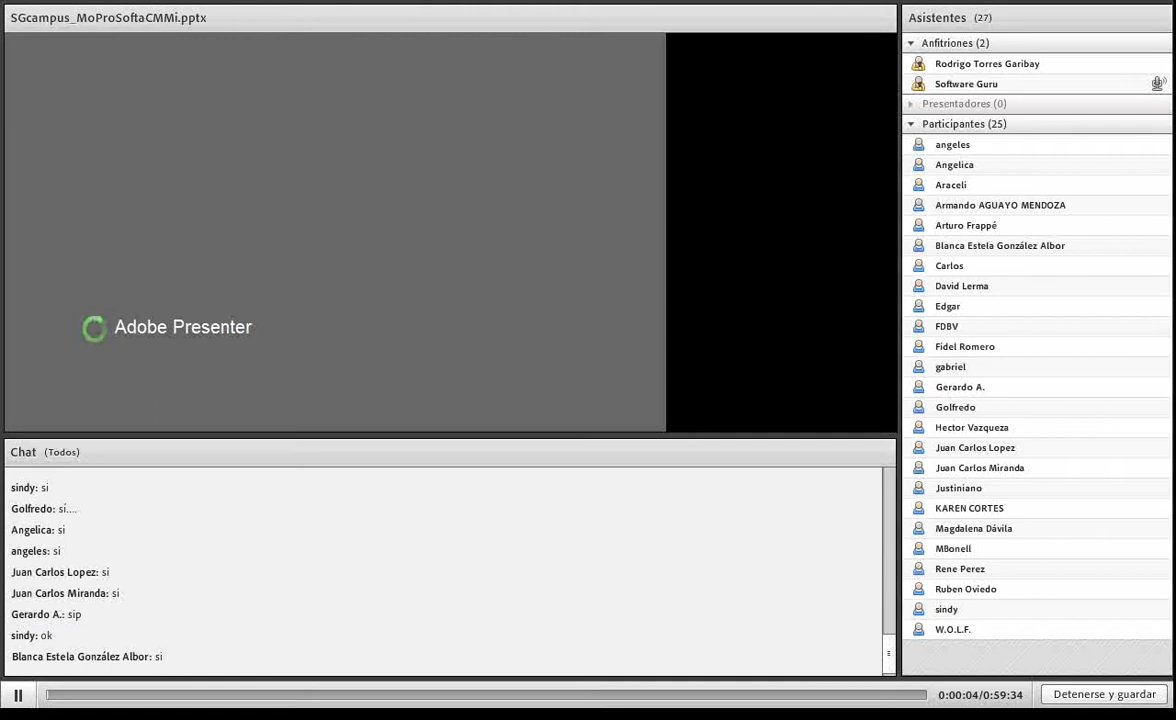 SGcampus_MoProSoftaCMMi.pptx
Adobe Presenter
Chat (Todos)
sindy: si
Golfredo: sí....
Angelica: si
angeles: si
Juan Carlos Lopez: si
Juan Carlos Miranda: si
Gerardo A.: sip
sindy: ok
Blanca Estela González Albor: si
Asistentes (27)
Anfitriones (2)
Rodrigo Torres Garibay
Software Guru
Presentadores (0)
Participantes (25)
angeles
Angelica
Araceli
Armando AGUAYO MENDOZA
Arturo Frappé
Blanca Estela González Albor
Carlos
David Lerma
Edgar
FDBV
Fidel Romero
gabriel
Gerardo A.
Golfredo
Hector Vazqueza
Juan Carlos Lopez
Juan Carlos Miranda
Justiniano
KAREN CORTES
Magdalena Dávila
MBonell
Rene Perez
Ruben Oviedo
sindy
W.O.L.F.
0:00:04/0:59:34
Detenerse y guardar